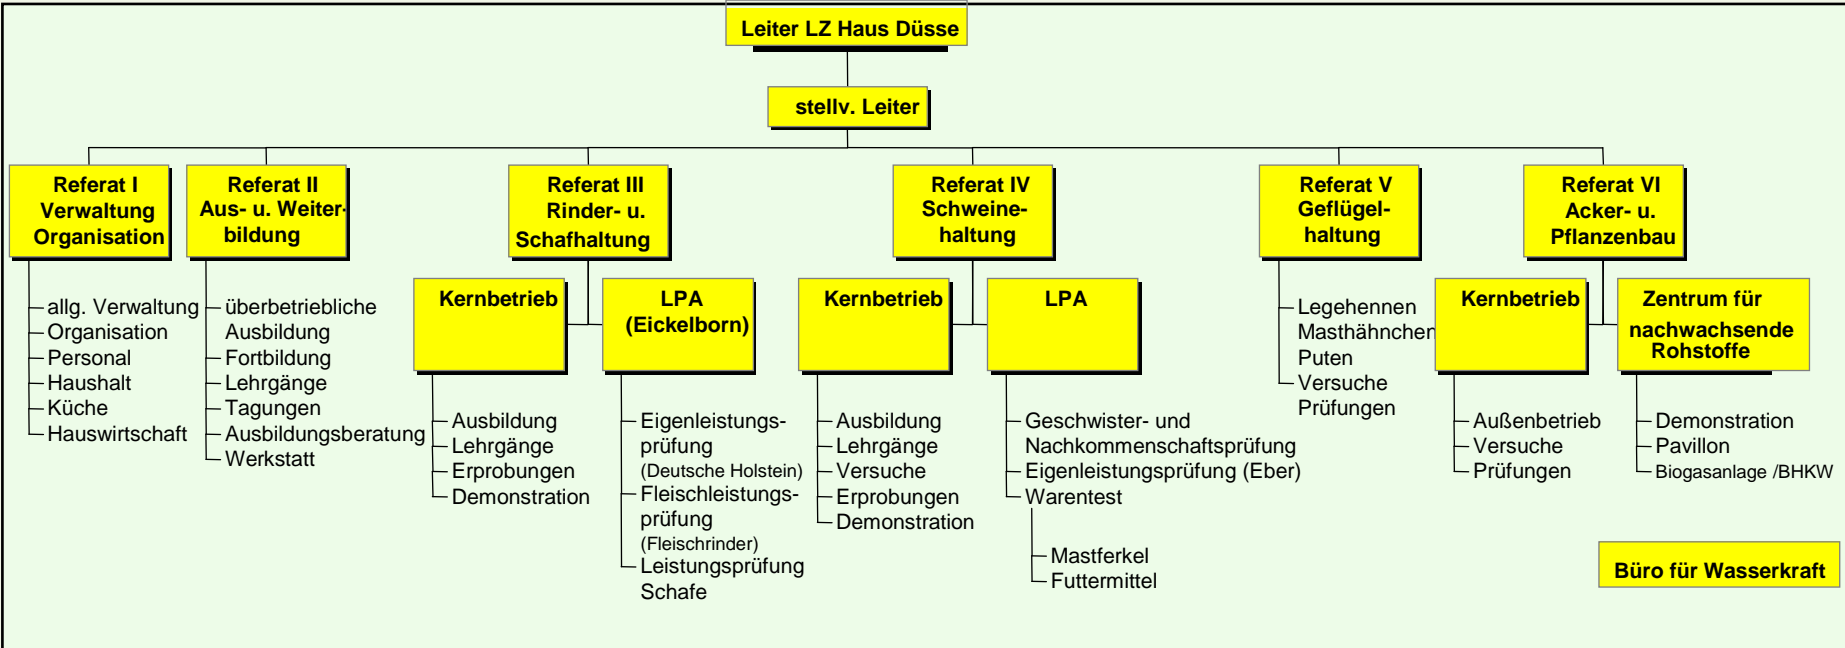 Leiter LZ Haus Düsse
stellv. Leiter
Referat I
Verwaltung
Organisation
allg. Verwaltung
Organisation
Personal
Haushalt
Küche
Hauswirtschaft
Referat II
Aus- u. Weiter-
bildung
überbetriebliche
Ausbildung
Fortbildung
Lehrgänge
Tagungen
Ausbildungsberatung
Werkstatt
Referat III
Rinder- u.
Schafhaltung
Kernbetrieb
Ausbildung
Lehrgänge
Erprobungen
Demonstration
LPA
(Eickelborn)
Eigenleistungs-
prüfung
(Deutsche Holstein)
Fleischleistungs-
prüfung
(Fleischrinder)
Leistungsprüfung
Schafe
Referat IV
Schweine-
haltung
Kernbetrieb
Ausbildung
Lehrgänge
Versuche
Erprobungen
Demonstration
LPA
Geschwister- und
Nachkommenschaftsprüfung
Eigenleistungsprüfung (Eber)
Warentest
Mastferkel
Futtermittel
Referat V
Geflügel-
haltung
Legehennen
Masthähnchen
Puten
Versuche
Prüfungen
Referat VI
Acker- u.
Pflanzenbau
Kernbetrieb
Außenbetrieb
Versuche
Prüfungen
Zentrum für
nachwachsende
Rohstoffe
Demonstration
Pavillon
Biogasanlage /BHKW
Büro für Wasserkraft